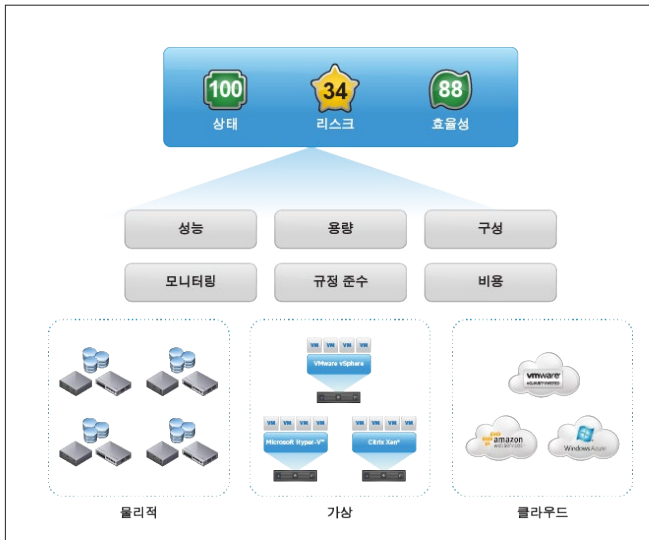 100
34
88
상태
리스크
효율성
성능
용량
구성
모니터링
규정 준수
비용
VM VM VM VM
VMware vSphere
vmware
VM VM VM VM
VM VM VM VM
Microsoft Hyper-V®
Citrix Xen®
amazon
Windows Azure
물리적
가상
클라우드